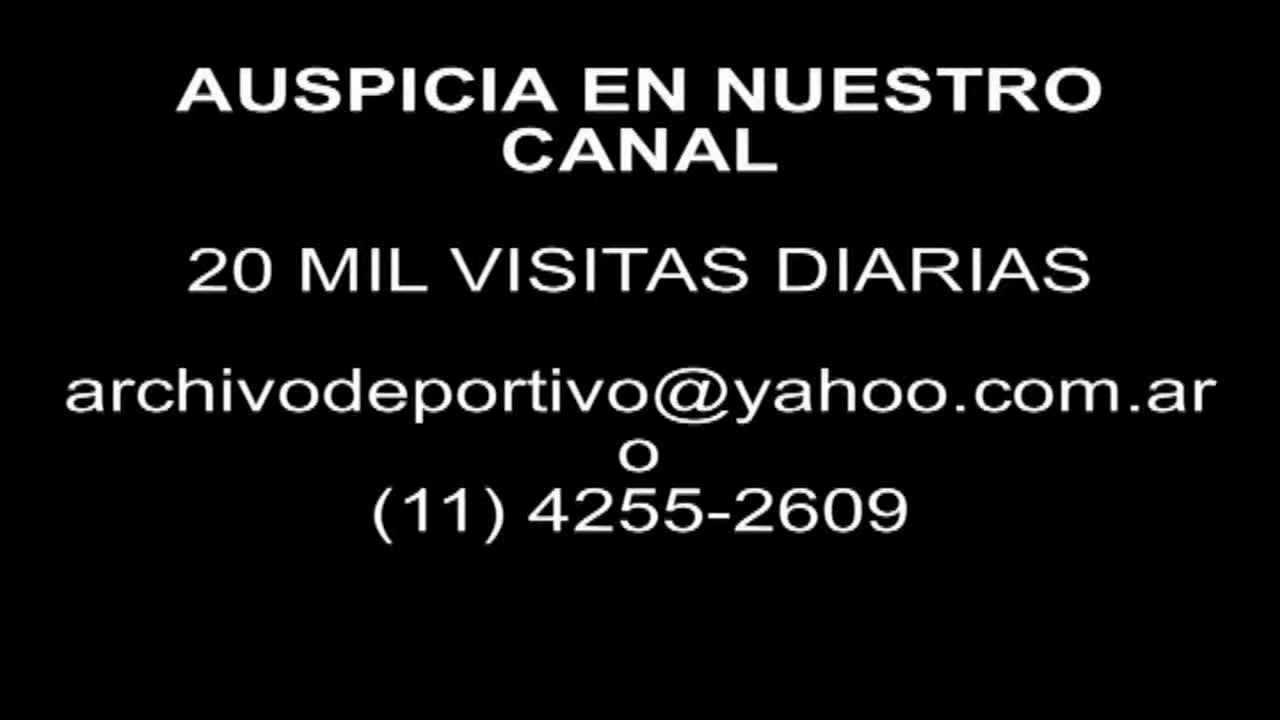 AUSPICIA EN NUESTRO
CANAL
20 MIL VISITAS DIARIAS
archivodeportivo@yahoo.com.ar
o
(11) 4255-2609